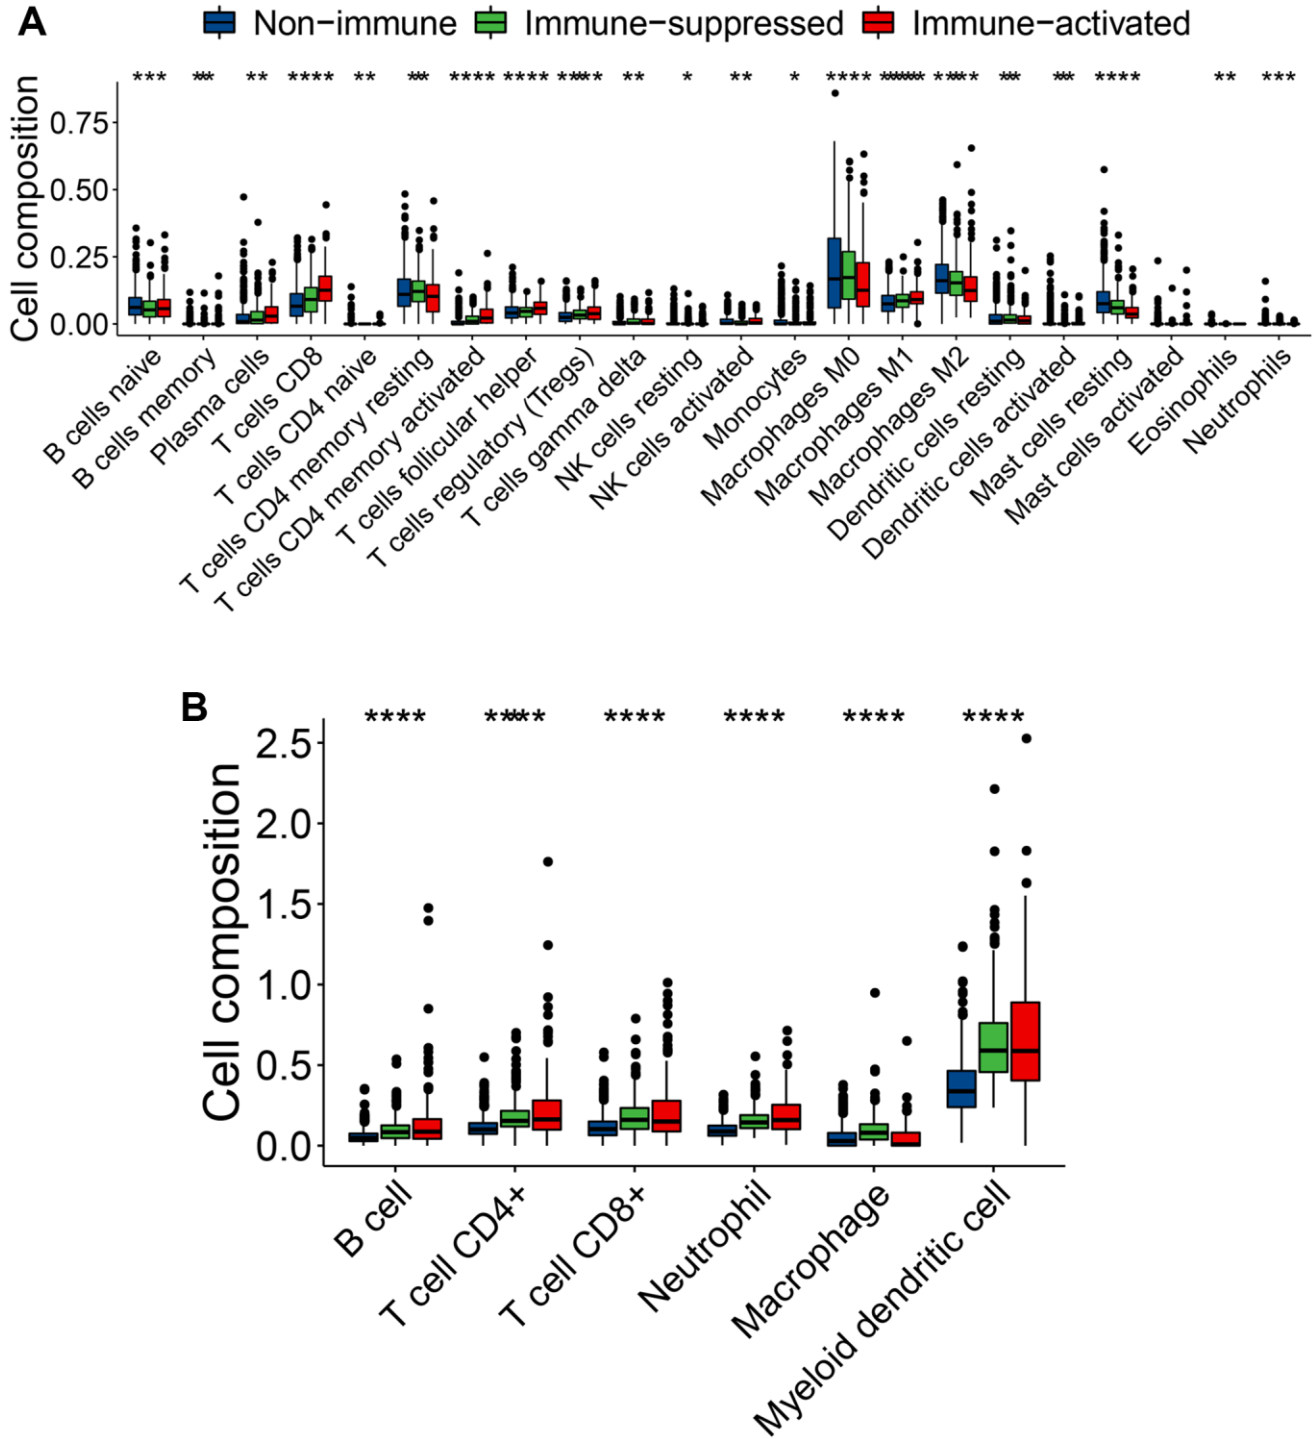 A
Non-immune Immune-suppressed Immune-activated
*** *** ** **** ** *** **** **** ** * ** * **** *** *** **** ** ***
Cell composition
0.75
0.50
0.25
0.00
B cells naive
B cells memory
Plasma cells
T cells CD8
T cells CD4 naive
T cells CD4 memory resting
T cells CD4 memory activated
T cells follicular helper
T cells regulatory (Tregs)
T cells gamma delta
NK cells resting
NK cells activated
Monocytes
Macrophages M0
Macrophages M1
Macrophages M2
Dendritic cells resting
Dendritic cells activated
Mast cells resting
Mast cells activated
Eosinophils
Neutrophils
B
**** **** **** **** ****
Cell composition
2.5
2.0
1.5
1.0
0.5
0.0
B cell
T cell CD4+
T cell CD8+
Neutrophil
Macrophage
Myeloid dendritic cell